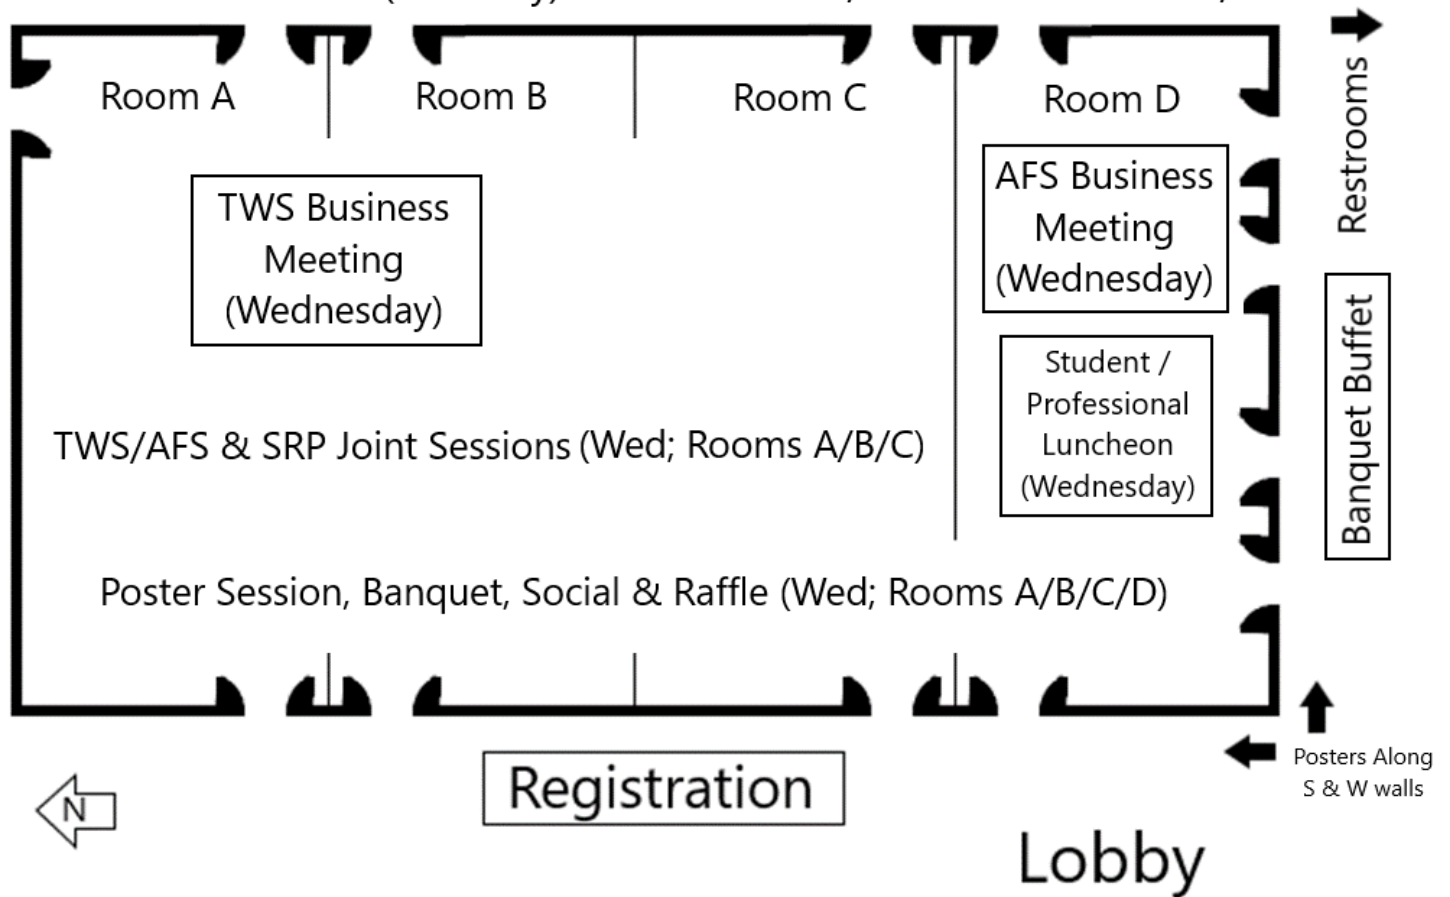 Room A
Room B
Room C
Room D
Restrooms
TWS Business
Meeting
(Wednesday)
AFS Business
Meeting
(Wednesday)
Student /
Professional
Luncheon
(Wednesday)
Banquet Buffet
TWS/AFS & SRP Joint Sessions (Wed; Rooms A/B/C)
Poster Session, Banquet, Social & Raffle (Wed; Rooms A/B/C/D)
Posters Along
S & W walls
N
Registration
Lobby